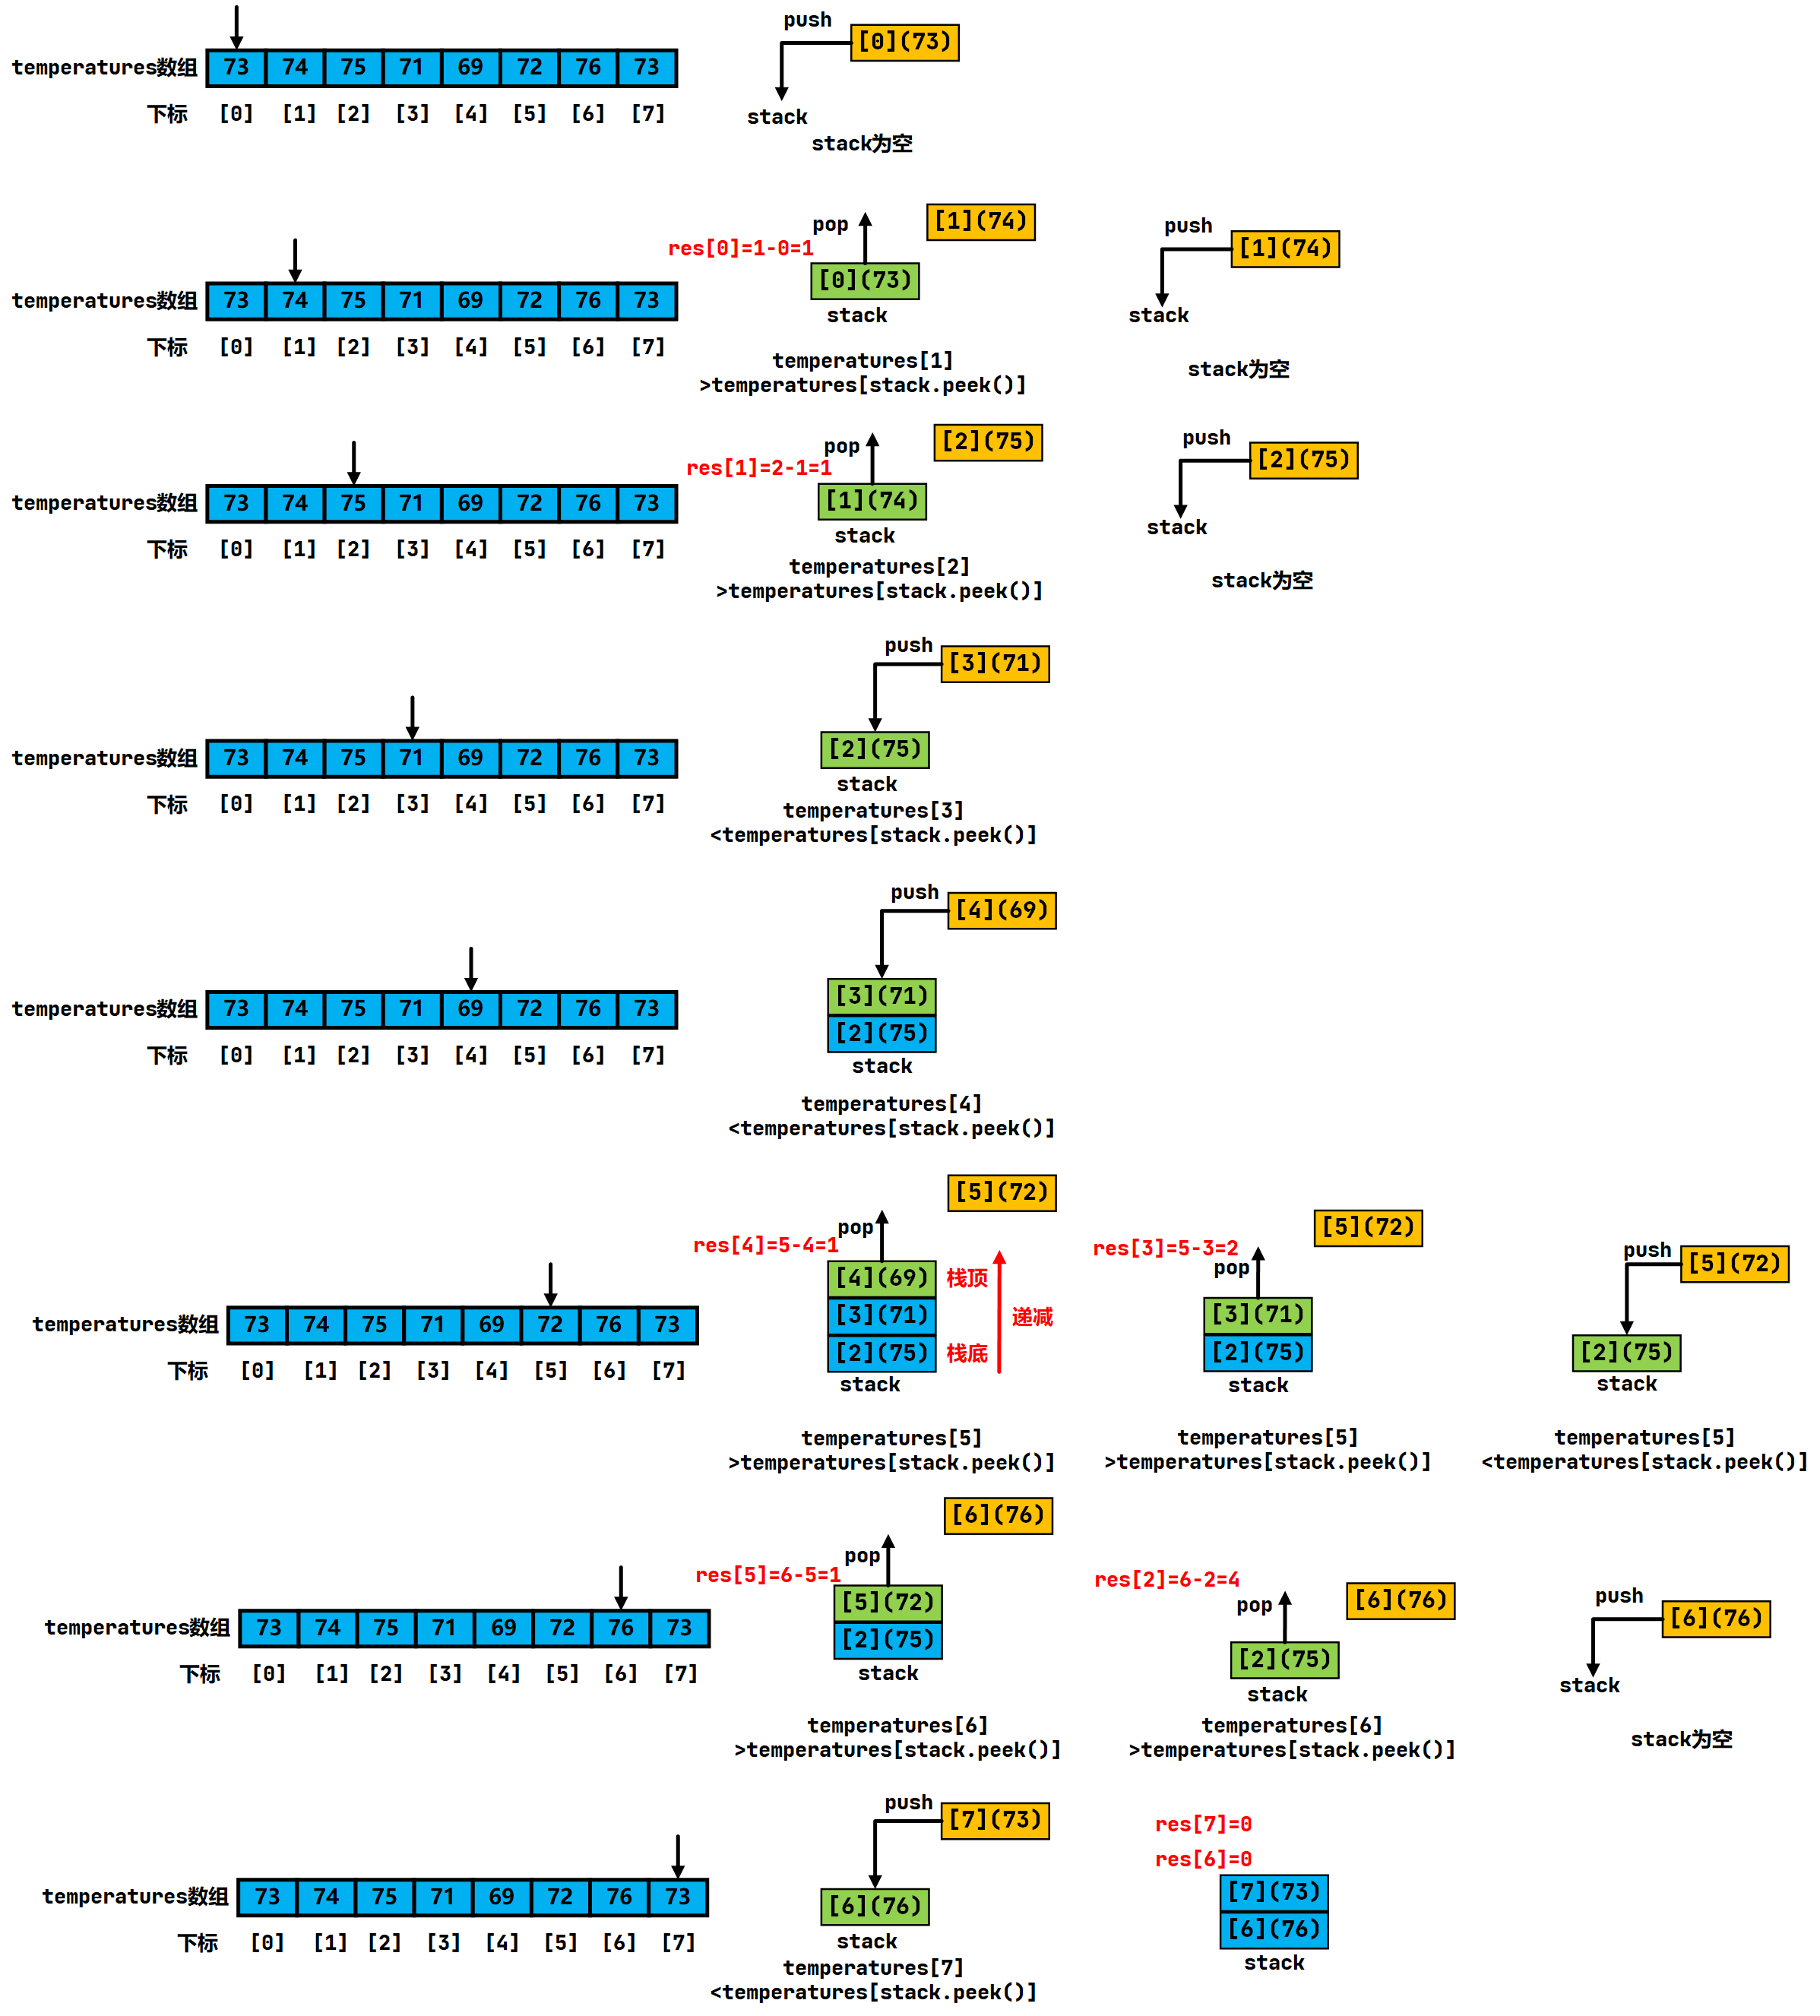 push
[0](73)
temperatures数组 73 74 75 71 69 72 76 73
下标 [0] [1] [2] [3] [4] [5] [6] [7]
stack
stack为空
[1](74)
pop
push
res[0]=1-0=1
[1](74)
[0](73)
temperatures数组 73 74 75 71 69 72 76 73
stack
stack
下标 [0] [1] [2] [3] [4] [5] [6] [7]
temperatures[1]
>temperatures[stack.peek()]
stack为空
[2](75)
pop
push
res[1]=2-1=1
[2](75)
[1](74)
temperatures数组 73 74 75 71 69 72 76 73
stack
stack
下标 [0] [1] [2] [3] [4] [5] [6] [7]
temperatures[2]
>temperatures[stack.peek()]
stack为空
push
[3](71)
[2](75)
temperatures数组 73 74 75 71 69 72 76 73
stack
下标 [0] [1] [2] [3] [4] [5] [6] [7]
temperatures[3]
<temperatures[stack.peek()]
push
[4](69)
[3](71)
temperatures数组 73 74 75 71 69 72 76 73
[2](75)
下标 [0] [1] [2] [3] [4] [5] [6] [7]
stack
temperatures[4]
<temperatures[stack.peek()]
[5](72)
pop
res[4]=5-4=1
[4](69) 栈顶
[3](71) 递减
[2](75) 栈底
stack
temperatures[5]
>temperatures[stack.peek()]
[5](72)
res[3]=5-3=2
pop
[3](71)
[2](75)
stack
temperatures[5]
>temperatures[stack.peek()]
push
[5](72)
[2](75)
stack
temperatures[5]
<temperatures[stack.peek()]
temperatures数组 73 74 75 71 69 72 76 73
下标 [0] [1] [2] [3] [4] [5] [6] [7]
[6](76)
pop
res[5]=6-5=1
[5](72)
[2](75)
stack
temperatures[6]
>temperatures[stack.peek()]
res[2]=6-2=4
[6](76)
pop
[2](75)
stack
temperatures[6]
>temperatures[stack.peek()]
push
[6](76)
stack
stack为空
temperatures数组 73 74 75 71 69 72 76 73
下标 [0] [1] [2] [3] [4] [5] [6] [7]
push
[7](73)
[6](76)
stack
temperatures[7]
<temperatures[stack.peek()]
res[7]=0
res[6]=0
[7](73)
[6](76)
stack
temperatures数组 73 74 75 71 69 72 76 73
下标 [0] [1] [2] [3] [4] [5] [6] [7]